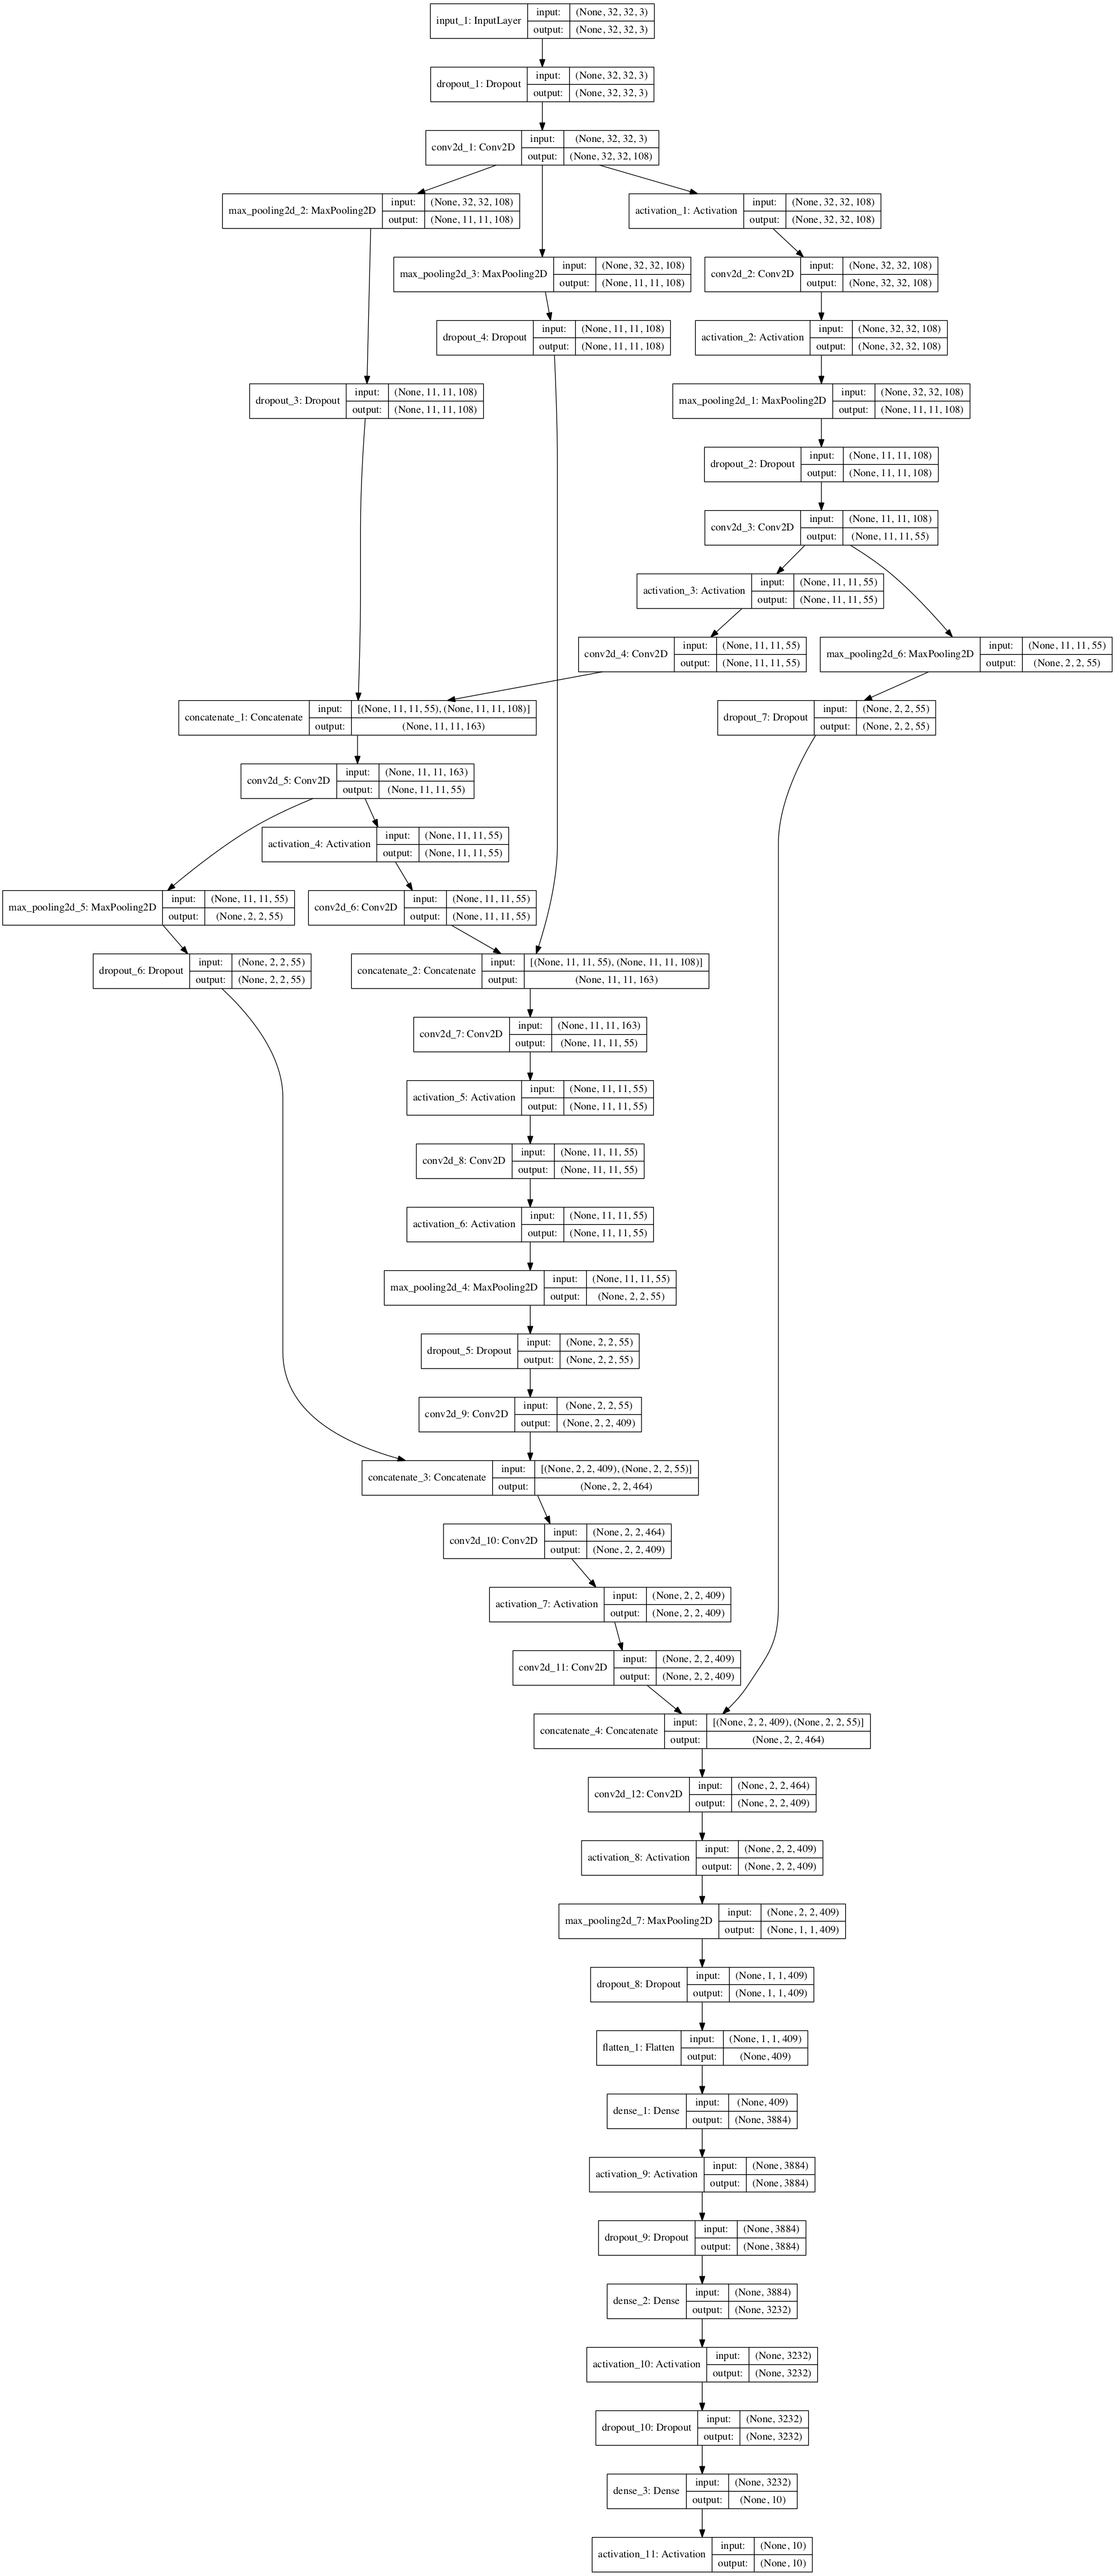 input_1: InputLayer
input: (None, 32, 32, 3)
output: (None, 32, 32, 3)
dropout_1: Dropout
input: (None, 32, 32, 3)
output: (None, 32, 32, 3)
conv2d_1: Conv2D
input: (None, 32, 32, 3)
output: (None, 32, 32, 108)
max_pooling2d_2: MaxPooling2D
input: (None, 32, 32, 108)
output: (None, 11, 11, 108)
activation_1: Activation
input: (None, 32, 32, 108)
output: (None, 32, 32, 108)
max_pooling2d_3: MaxPooling2D
input: (None, 32, 32, 108)
output: (None, 11, 11, 108)
conv2d_2: Conv2D
input: (None, 32, 32, 108)
output: (None, 32, 32, 108)
dropout_4: Dropout
input: (None, 11, 11, 108)
output: (None, 11, 11, 108)
activation_2: Activation
input: (None, 32, 32, 108)
output: (None, 32, 32, 108)
dropout_3: Dropout
input: (None, 11, 11, 108)
output: (None, 11, 11, 108)
max_pooling2d_1: MaxPooling2D
input: (None, 32, 32, 108)
output: (None, 11, 11, 108)
dropout_2: Dropout
input: (None, 11, 11, 108)
output: (None, 11, 11, 108)
conv2d_3: Conv2D
input: (None, 11, 11, 108)
output: (None, 11, 11, 55)
activation_3: Activation
input: (None, 11, 11, 55)
output: (None, 11, 11, 55)
conv2d_4: Conv2D
input: (None, 11, 11, 55)
output: (None, 11, 11, 55)
max_pooling2d_6: MaxPooling2D
input: (None, 11, 11, 55)
output: (None, 2, 2, 55)
concatenate_1: Concatenate
input: [(None, 11, 11, 55), (None, 11, 11, 108)]
output: (None, 11, 11, 163)
dropout_7: Dropout
input: (None, 2, 2, 55)
output: (None, 2, 2, 55)
conv2d_5: Conv2D
input: (None, 11, 11, 163)
output: (None, 11, 11, 55)
activation_4: Activation
input: (None, 11, 11, 55)
output: (None, 11, 11, 55)
max_pooling2d_5: MaxPooling2D
input: (None, 11, 11, 55)
output: (None, 2, 2, 55)
conv2d_6: Conv2D
input: (None, 11, 11, 55)
output: (None, 11, 11, 55)
dropout_6: Dropout
input: (None, 2, 2, 55)
output: (None, 2, 2, 55)
concatenate_2: Concatenate
input: [(None, 11, 11, 55), (None, 11, 11, 108)]
output: (None, 11, 11, 163)
conv2d_7: Conv2D
input: (None, 11, 11, 163)
output: (None, 11, 11, 55)
activation_5: Activation
input: (None, 11, 11, 55)
output: (None, 11, 11, 55)
conv2d_8: Conv2D
input: (None, 11, 11, 55)
output: (None, 11, 11, 55)
activation_6: Activation
input: (None, 11, 11, 55)
output: (None, 11, 11, 55)
max_pooling2d_4: MaxPooling2D
input: (None, 11, 11, 55)
output: (None, 2, 2, 55)
dropout_5: Dropout
input: (None, 2, 2, 55)
output: (None, 2, 2, 55)
conv2d_9: Conv2D
input: (None, 2, 2, 55)
output: (None, 2, 2, 409)
concatenate_3: Concatenate
input: [(None, 2, 2, 409), (None, 2, 2, 55)]
output: (None, 2, 2, 464)
conv2d_10: Conv2D
input: (None, 2, 2, 464)
output: (None, 2, 2, 409)
activation_7: Activation
input: (None, 2, 2, 409)
output: (None, 2, 2, 409)
conv2d_11: Conv2D
input: (None, 2, 2, 409)
output: (None, 2, 2, 409)
concatenate_4: Concatenate
input: [(None, 2, 2, 409), (None, 2, 2, 55)]
output: (None, 2, 2, 464)
conv2d_12: Conv2D
input: (None, 2, 2, 464)
output: (None, 2, 2, 409)
activation_8: Activation
input: (None, 2, 2, 409)
output: (None, 2, 2, 409)
max_pooling2d_7: MaxPooling2D
input: (None, 2, 2, 409)
output: (None, 1, 1, 409)
dropout_8: Dropout
input: (None, 1, 1, 409)
output: (None, 1, 1, 409)
flatten_1: Flatten
input: (None, 1, 1, 409)
output: (None, 409)
dense_1: Dense
input: (None, 409)
output: (None, 3884)
activation_9: Activation
input: (None, 3884)
output: (None, 3884)
dropout_9: Dropout
input: (None, 3884)
output: (None, 3884)
dense_2: Dense
input: (None, 3884)
output: (None, 3232)
activation_10: Activation
input: (None, 3232)
output: (None, 3232)
dropout_10: Dropout
input: (None, 3232)
output: (None, 3232)
dense_3: Dense
input: (None, 3232)
output: (None, 10)
activation_11: Activation
input: (None, 10)
output: (None, 10)